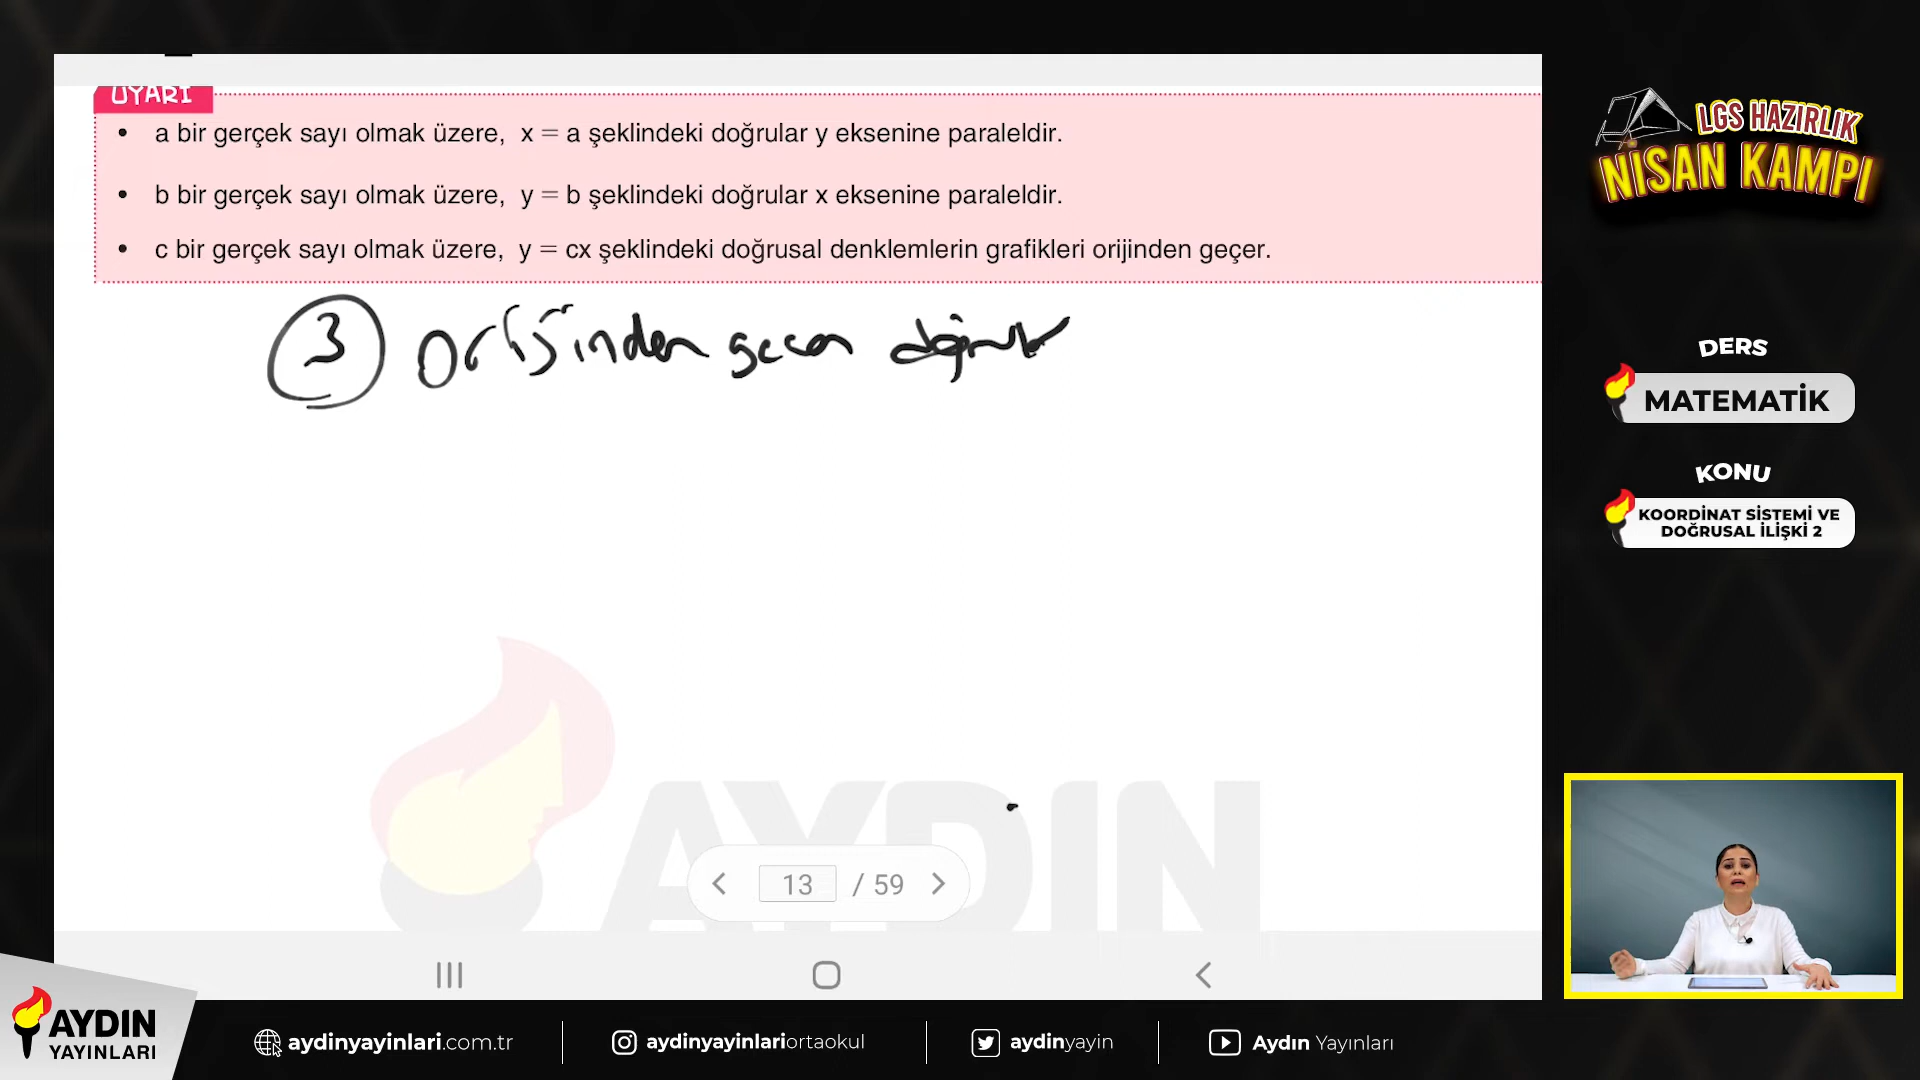 UYARI
• a bir gerçek sayı olmak üzere, x = a şeklindeki doğrular y eksenine paraleldir.
• b bir gerçek sayı olmak üzere, y = b şeklindeki doğrular x eksenine paraleldir.
• c bir gerçek sayı olmak üzere, y = cx şeklindeki doğrusal denklemlerin grafikleri orijinden geçer.
3 Orijinden geçen doğrular
AYDIN
13 / 59
LGS HAZIRLIK
NİSAN KAMPI
DERS
MATEMATİK
KONU
KOORDİNAT SİSTEMİ VE
DOĞRUSAL İLİŞKİ 2
AYDIN
YAYINLARI
aydinyayinlari.com.tr
aydinyayinlariortaokul
aydinyayin
Aydın Yayınları